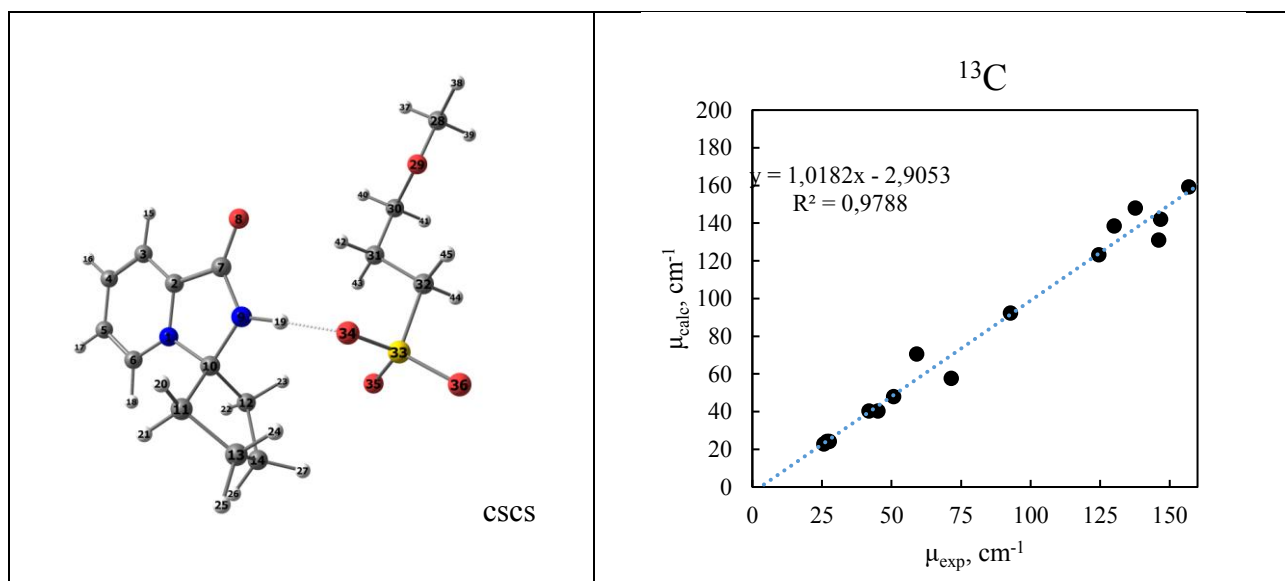 38
37
28
39
29
40 30
15 8 41
42 3 31 45
16 7
4 2 43 32
44
9 19
5 1 34
17 33
6 10
20 23 35 36
18 11 22 12
21 24
13 14 27
26
25
cscs
¹³C
200
180
160
140
120
100
80
60
40
20
0
y = 1,0182x - 2,9053
R² = 0,9788
μcalc, cm⁻¹
0 25 50 75 100 125 150
μexp, cm⁻¹